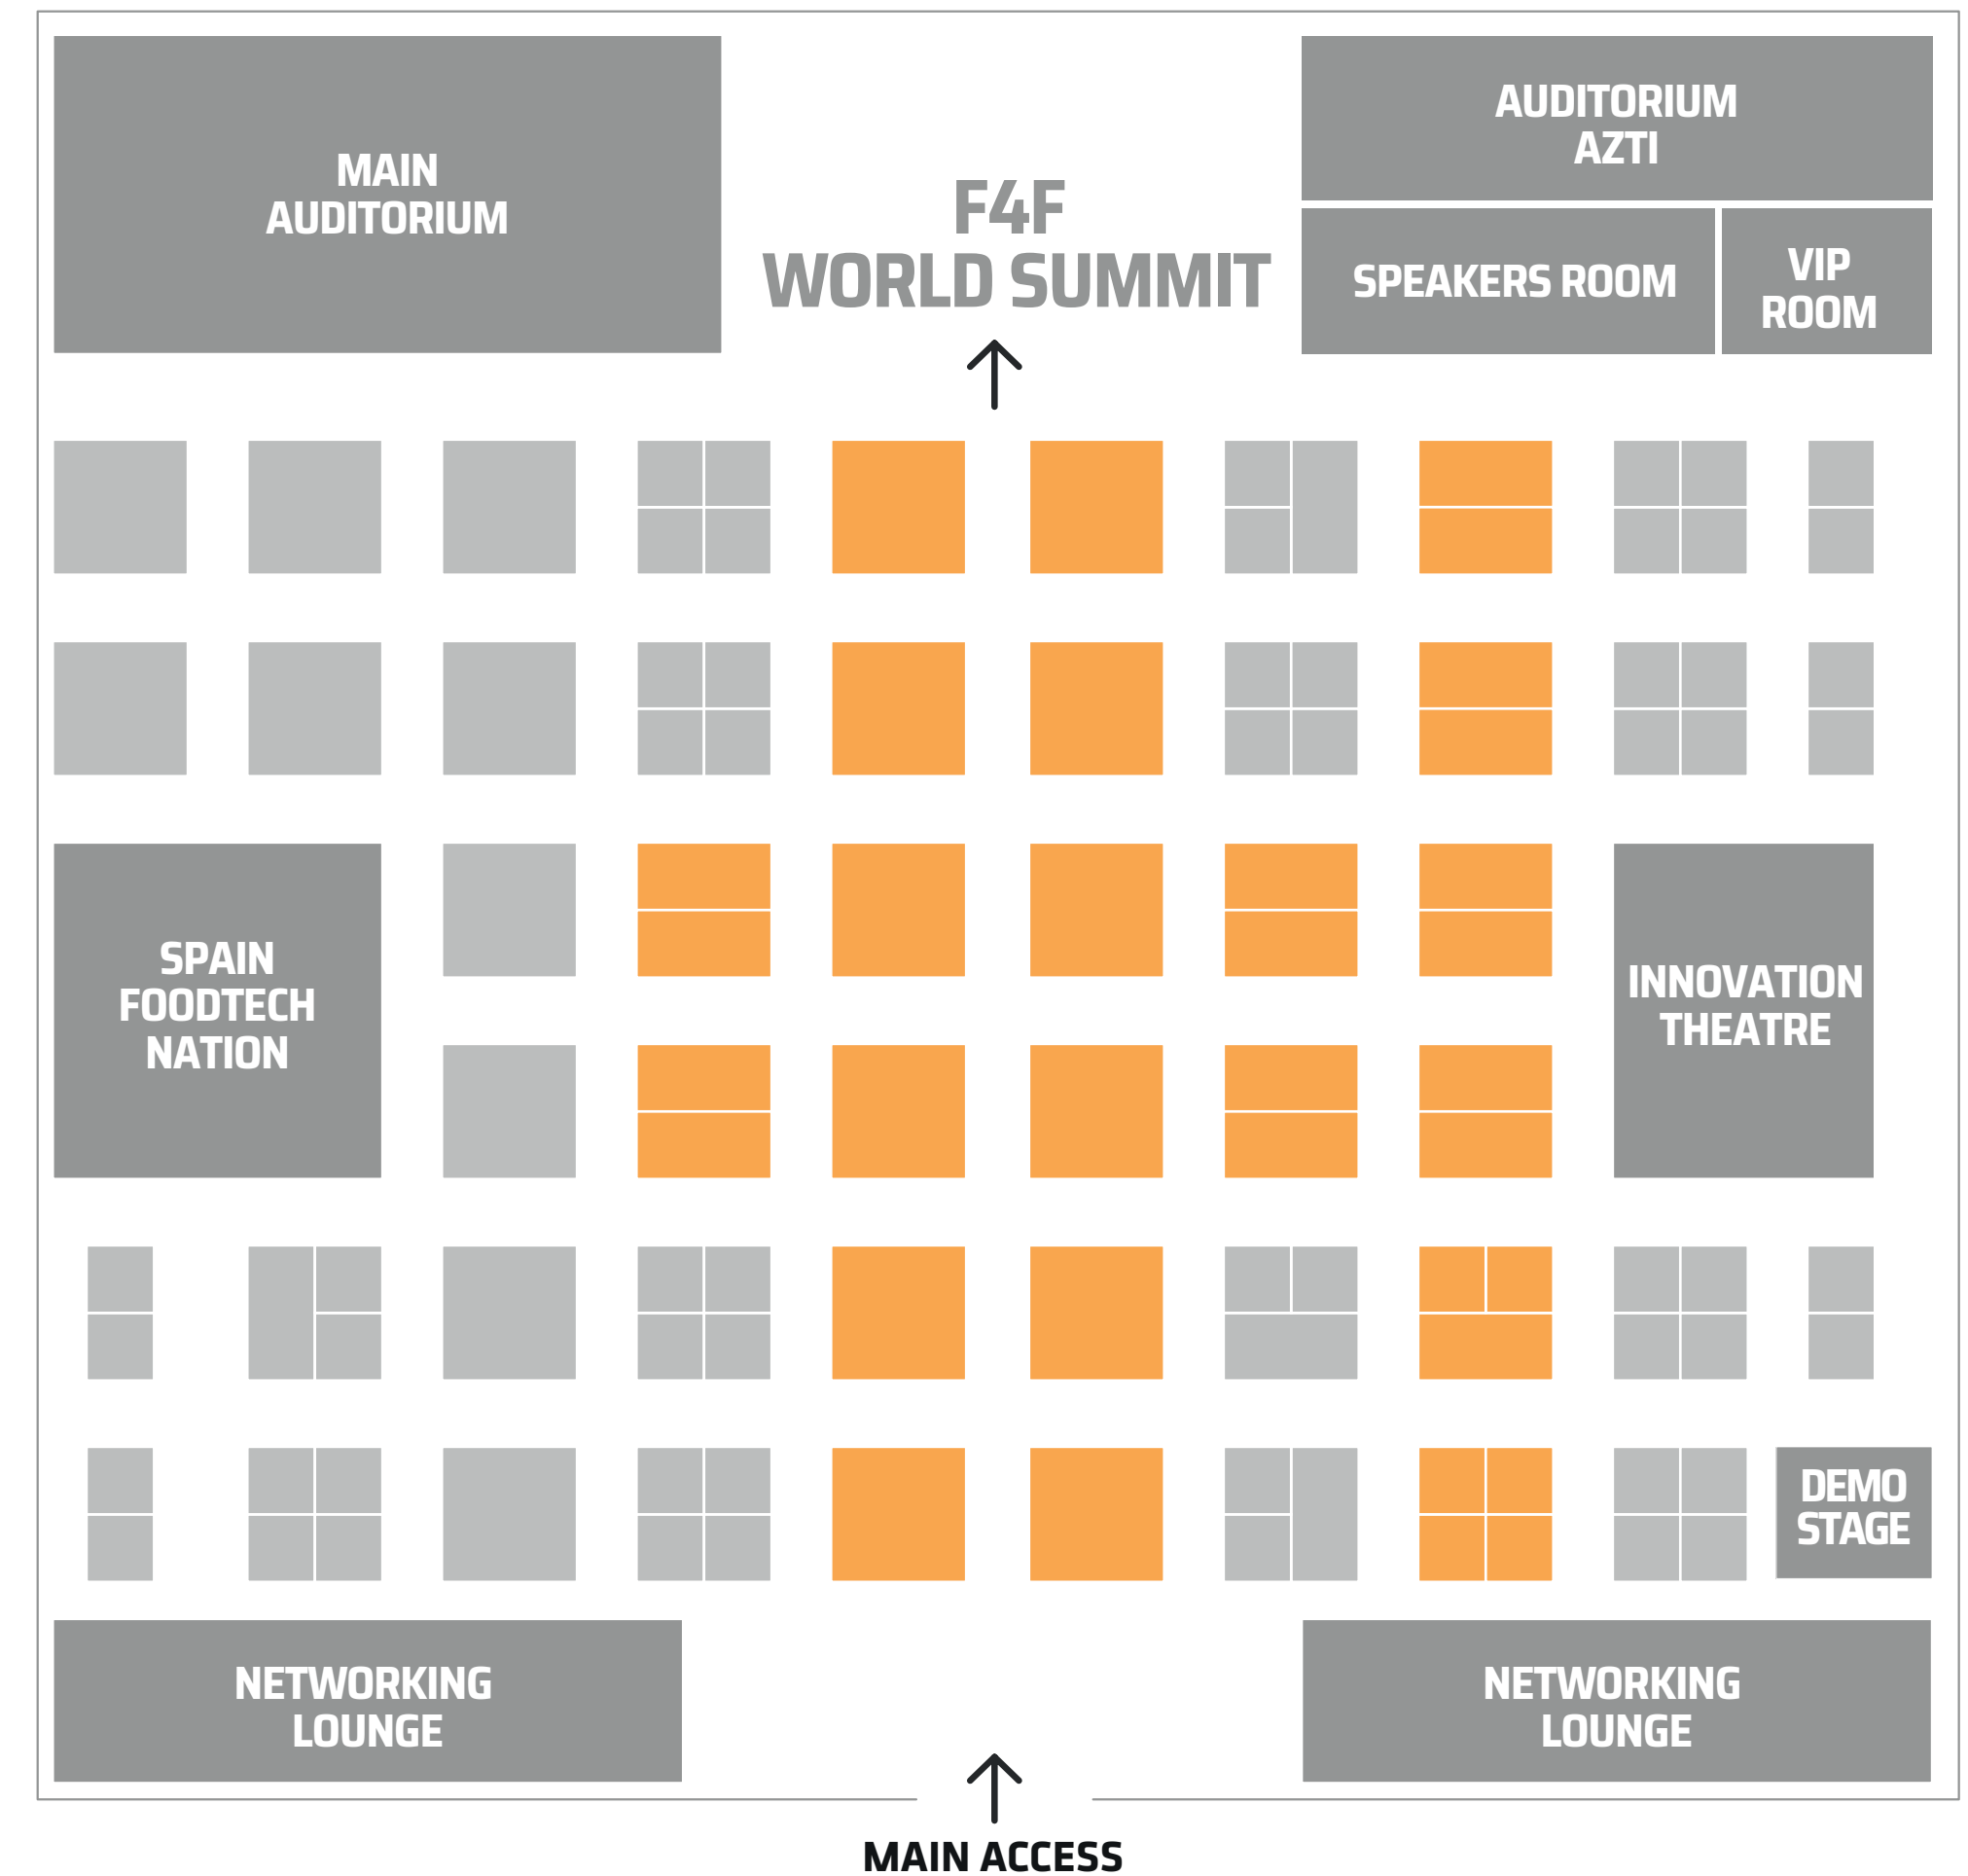 MAIN
AUDITORIUM
F4F
WORLD SUMMIT
AUDITORIUM
AZTI
SPEAKERS ROOM
VIP
ROOM
SPAIN
FOODTECH
NATION
INNOVATION
THEATRE
DEMO
STAGE
NETWORKING
LOUNGE
NETWORKING
LOUNGE
MAIN ACCESS